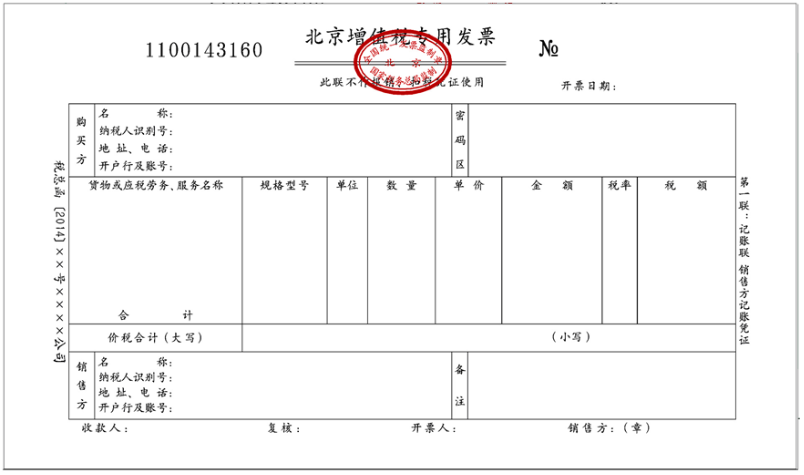 北京增值税专用发票
1100143160
№
全国统一发票监制章
北京
国家税务总局监制
此联不作报销、扣税凭证使用
开票日期:
购买方
名 称:
纳税人识别号:
地 址、电 话:
开户行及账号:
密码区
货物或应税劳务、服务名称 规格型号 单位 数 量 单 价 金 额 税率 税 额
合 计
价税合计(大写) (小写)
销售方
名 称:
纳税人识别号:
地 址、电 话:
开户行及账号:
备注
收款人: 复核: 开票人: 销售方:(章)
税总函 [2014]××号××××公司
第一联:记账联 销售方记账凭证